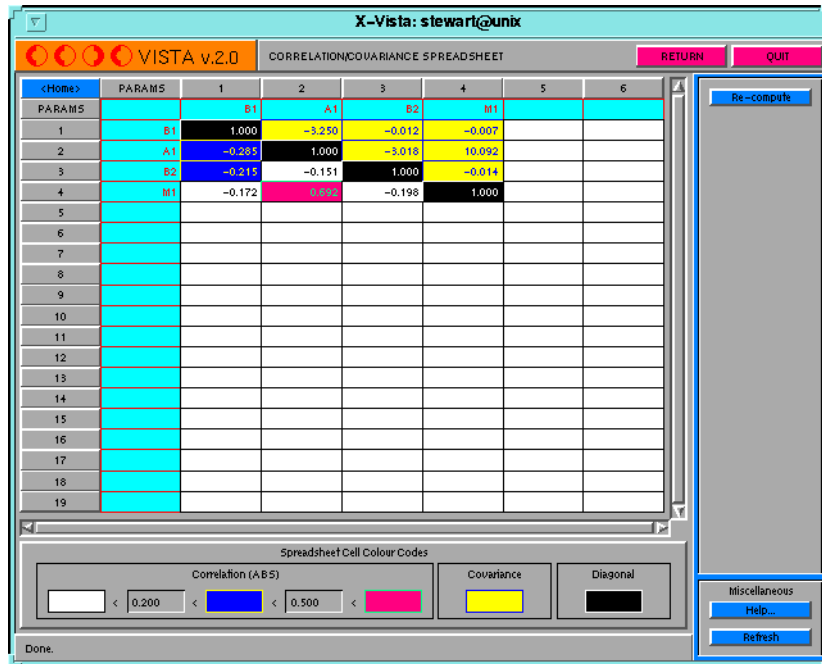 X-Vista: stewart@unix
VISTA v.2.0 CORRELATION/COVARIANCE SPREADSHEET RETURN QUIT
<Home> PARAMS 1 2 3 4 5 6 Re-compute
PARAMS B1 A1 B2 M1
1 B1 1.000 -3.250 -0.012 -0.007
2 A1 -0.285 1.000 -3.018 10.092
3 B2 -0.215 -0.151 1.000 -0.014
4 M1 -0.172 0.692 -0.198 1.000
5
6
7
8
9
10
11
12
13
14
15
16
17
18
19
Spreadsheet Cell Colour Codes
Correlation (ABS) Covariance Diagonal
< 0.200 < < 0.500 <
Miscellaneous
Help...
Refresh
Done.